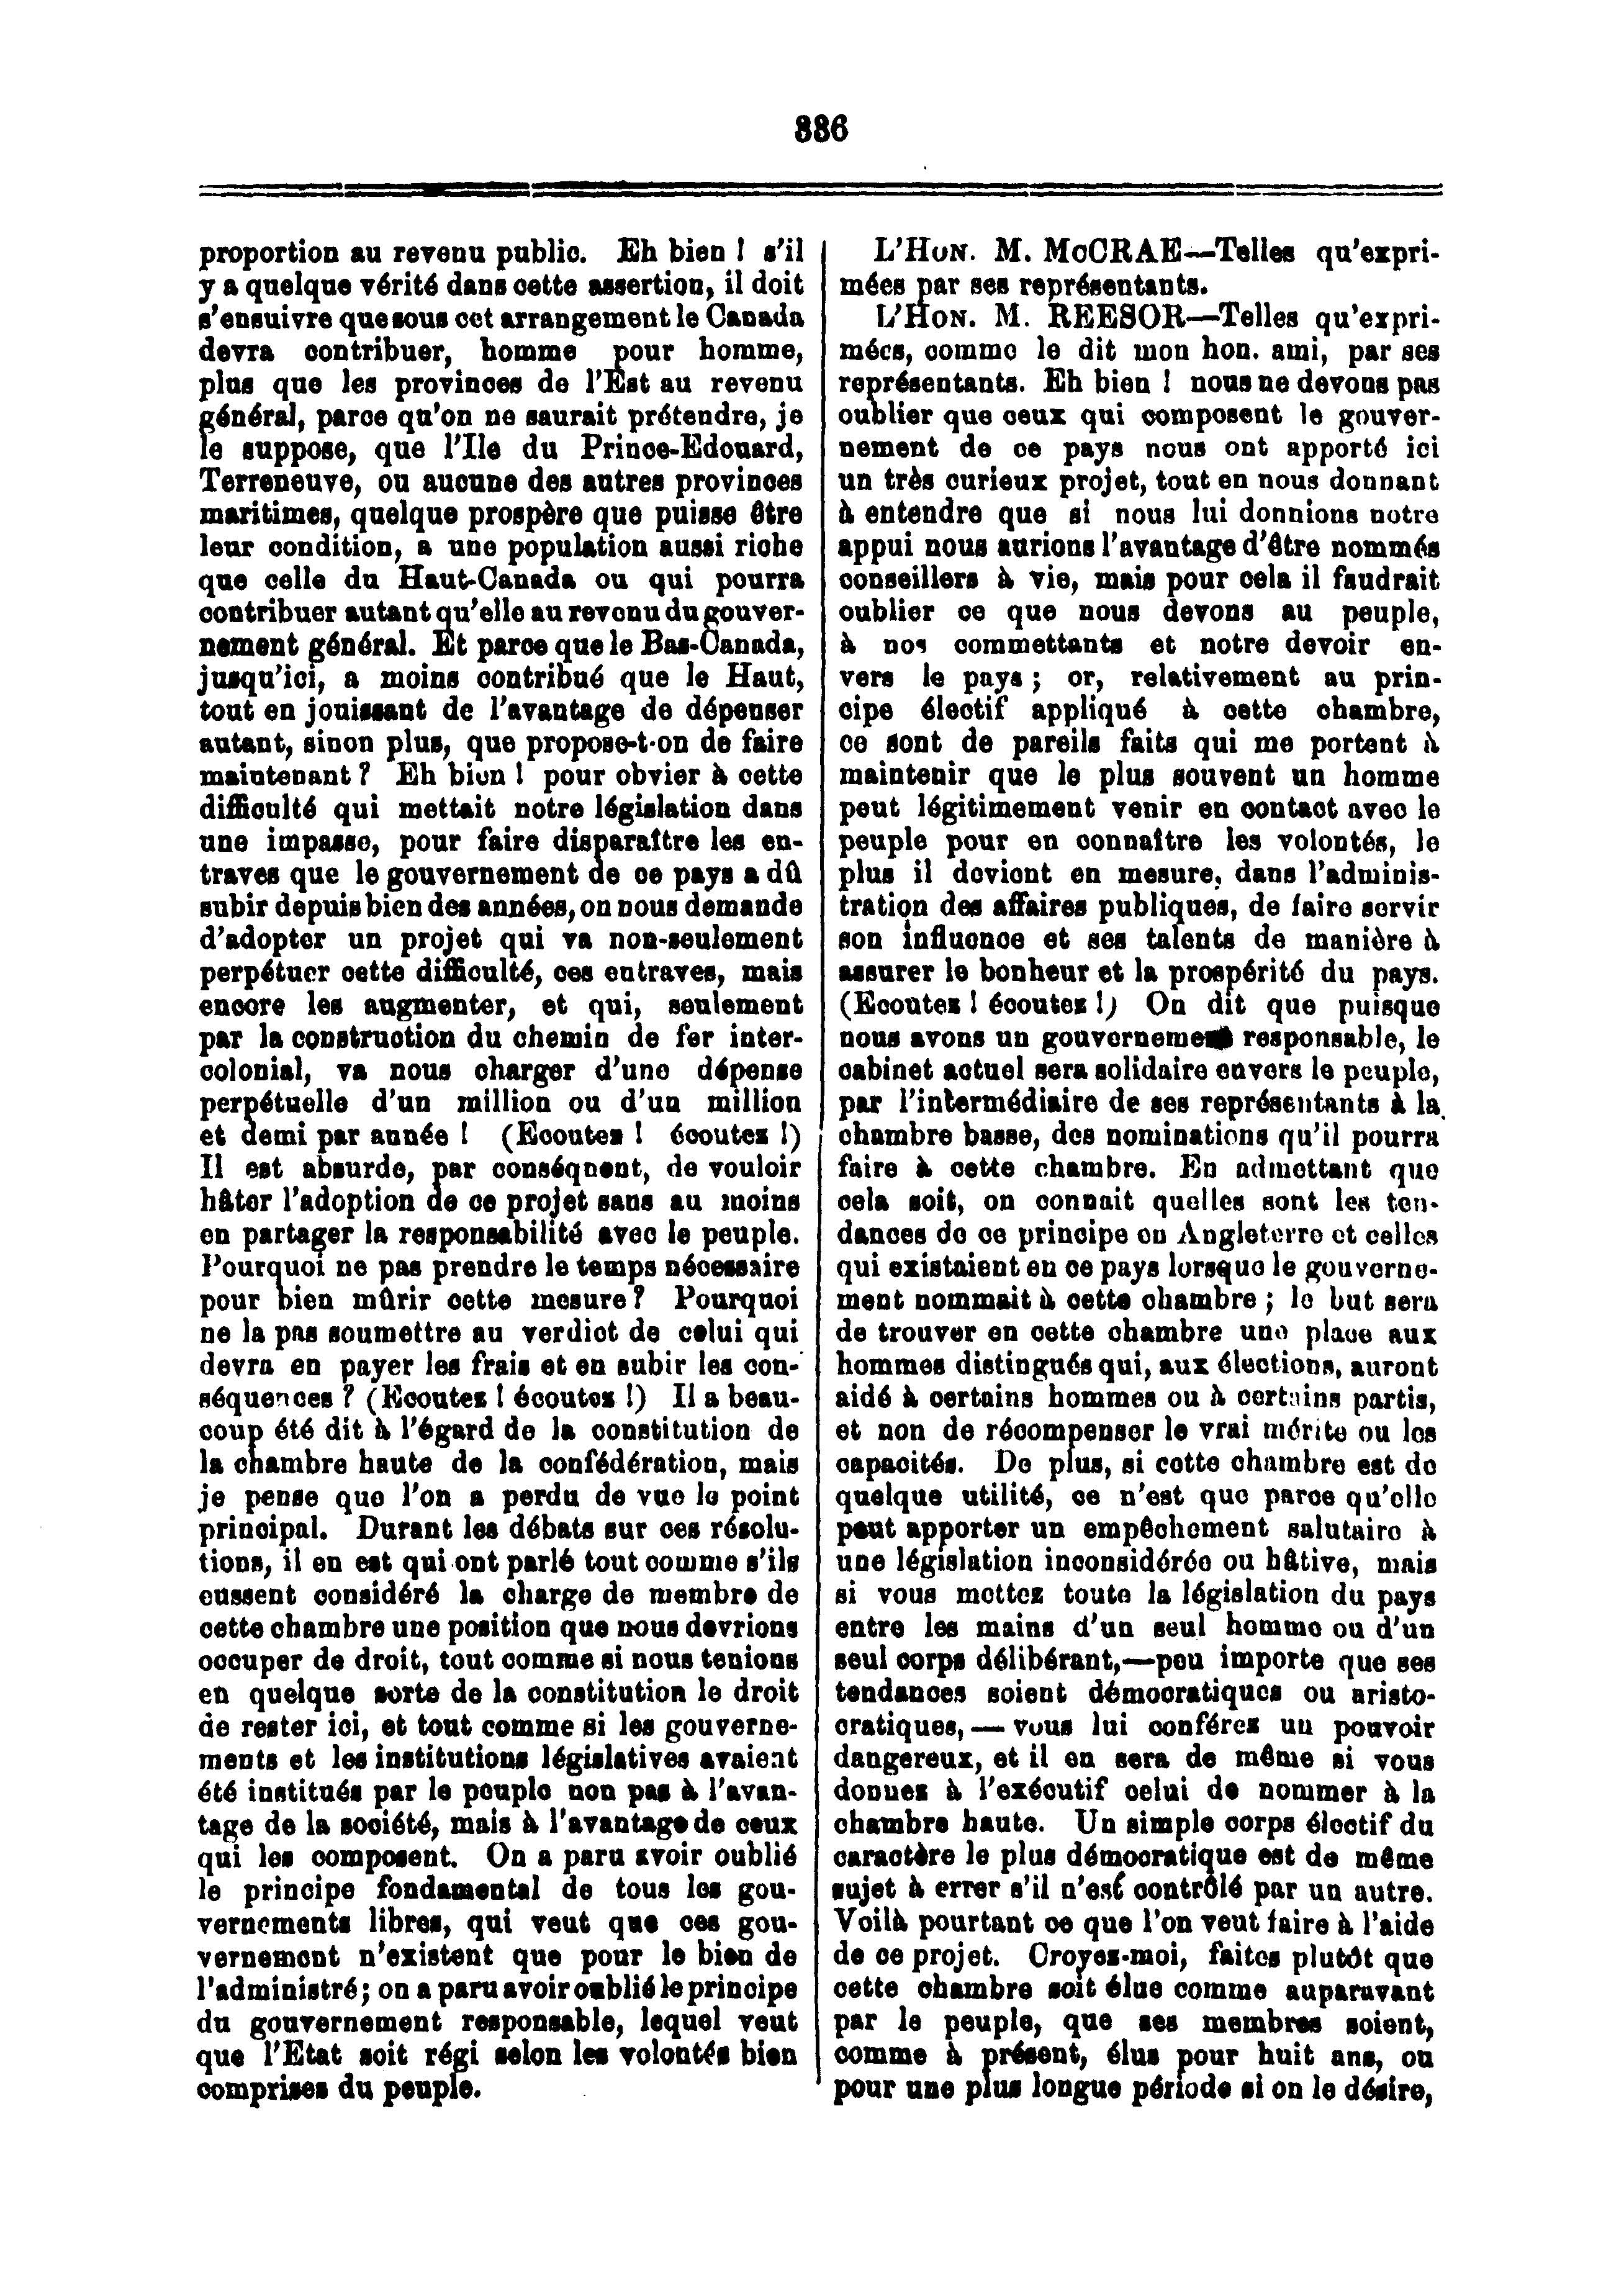 336
proportion au revenu public. Eh bien ! s'il
y a quelque vérité dans cette assertion, il doit
s'ensuivre que sous cet arrangement le Canada
devra contribuer, homme pour homme,
plus que les provinces de l'Est au revenu
général, parce qu'on ne saurait prétendre, je
le suppose, que l'Ile du Prince-Edouard,
Terreneuve, ou aucune des autres provinces
maritimes, quelque prospère que puisse être
leur condition, a une population aussi riche
que celle du Haut-Canada ou qui pourra
contribuer autant qu'elle au revenu du gouver-
nement général. Et parce que le Bas-Canada,
jusqu'ici, a moins contribué que le Haut,
tout en jouissant de l'avantage de dépenser
autant, sinon plus, que propose-t-on de faire
maintenant ? Eh bien ! pour obvier à cette
difficulté qui mettait notre législation dans
une impasse, pour faire disparaître les en-
traves que le gouvernement de ce pays a dû
subir depuis bien des années, on nous demande
d'adopter un projet qui va non-seulement
perpétuer cette difficulté, ces entraves, mais
encore les augmenter, et qui, seulement
par la construction du chemin de fer inter-
colonial, va nous charger d'une dépense
perpétuelle d'un million ou d'un million
et demi par année ! (Ecoutez ! écoutez !)
Il est absurde, par conséquent, de vouloir
hâter l'adoption de ce projet sans au moins
en partager la responsabilité avec le peuple.
Pourquoi ne pas prendre le temps nécessaire
pour bien mûrir cette mesure ? Pourquoi
ne la pas soumettre au verdict de celui qui
devra en payer les frais et en subir les con-
séquences ? (Ecoutez ! écoutez !) Il a beau-
coup été dit à l'égard de la constitution de
la chambre haute de la confédération, mais
je pense que l'on a perdu de vue le point
principal. Durant les débats sur ces résolu-
tions, il en est qui ont parlé tout comme s'ils
eussent considéré la charge de membre de
cette chambre une position que nous devrions
occuper de droit, tout comme si nous tenions
en quelque sorte de la constitution le droit
de rester ici, et tout comme si les gouverne-
ments et les institutions législatives avaient
été institués par le peuple non pas à l'avan-
tage de la société, mais à l'avantage de ceux
qui les composent. On a paru avoir oublié
le principe fondamental de tous les gou-
vernements libres, qui veut que ces gou-
vernement n'existent que pour le bien de
l'administré ; on a paru avoir oublié le principe
du gouvernement responsable, lequel veut
que l'Etat soit régi selon les volontés bien
comprises du peuple.
L'HON. M. McCRAE—Telles qu'expri-
mées par ses représentants.
L'HON. M. REESOR—Telles qu'expri-
mées, comme le dit mon hon. ami, par ses
représentants. Eh bien ! nous ne devons pas
oublier que ceux qui composent le gouver-
nement de ce pays nous ont apporté ici
un très curieux projet, tout en nous donnant
à entendre que si nous lui donnions notre
appui nous aurions l'avantage d'être nommés
conseillers à vie, mais pour cela il faudrait
oublier ce que nous devons au peuple,
à nos commettants et notre devoir en-
vers le pays ; or, relativement au prin-
cipe électif appliqué à cette chambre,
ce sont de pareils faits qui me portent à
maintenir que le plus souvent un homme
peut légitimement venir en contact avec le
peuple pour en connaître les volontés, le
plus il devient en mesure, dans l'adminis-
tration des affaires publiques, de faire servir
son influence et ses talents de manière à
assurer le bonheur et la prospérité du pays.
(Ecoutez ! écoutez !) On dit que puisque
nous avons un gouvernement responsable, le
cabinet actuel sera solidaire envers le peuple,
par l'intermédiaire de ses représentants à la
chambre basse, des nominations qu'il pourra
faire à cette chambre. En admettant que
cela soit, on connait quelles sont les ten-
dances de ce principe en Angleterre et celles
qui existaient en ce pays lorsque le gouverne-
ment nommait à cette chambre ; le but sera
de trouver en cette chambre une place aux
hommes distingués qui, aux élections, auront
aidé à certains hommes ou à certains partis,
et non de récompenser le vrai mérite ou les
capacités. De plus, si cette chambre est de
quelque utilité, ce n'est que parce qu'elle
peut apporter un empêchement salutaire à
une législation inconsidérée ou hâtive, mais
si vous mettez toute la législation du pays
entre les mains d'un seul homme ou d'un
seul corps délibérant,—peu importe que ses
tendances soient démocratiques ou aristo-
cratiques, — vous lui conférez un pouvoir
dangereux, et il en sera de même si vous
donnez à l'exécutif celui de nommer à la
chambre haute. Un simple corps électif du
caractère le plus démocratique est de même
sujet à errer s'il n'est contrôlé par un autre.
Voilà pourtant ce que l'on veut faire à l'aide
de ce projet. Croyez-moi, faites plutôt que
cette chambre soit élue comme auparavant
par le peuple, que ses membres soient,
comme à présent, élus pour huit ans, ou
pour une plus longue période si on le désire,